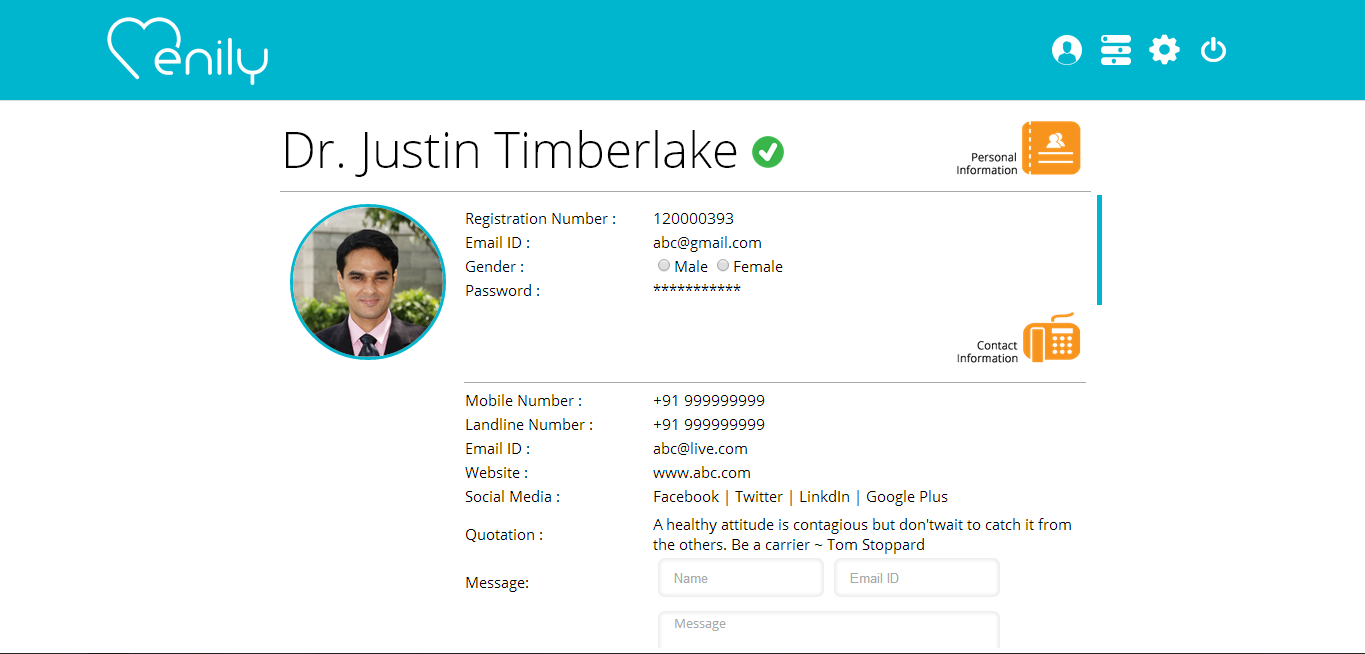 enily
Dr. Justin Timberlake
Personal
Information
Registration Number : 120000393
Email ID : abc@gmail.com
Gender : Male Female
Password : ***********
Contact
Information
Mobile Number : +91 999999999
Landline Number : +91 999999999
Email ID : abc@live.com
Website : www.abc.com
Social Media : Facebook | Twitter | LinkdIn | Google Plus
Quotation : A healthy attitude is contagious but don'twait to catch it from
the others. Be a carrier ~ Tom Stoppard
Message: Name Email ID
Message